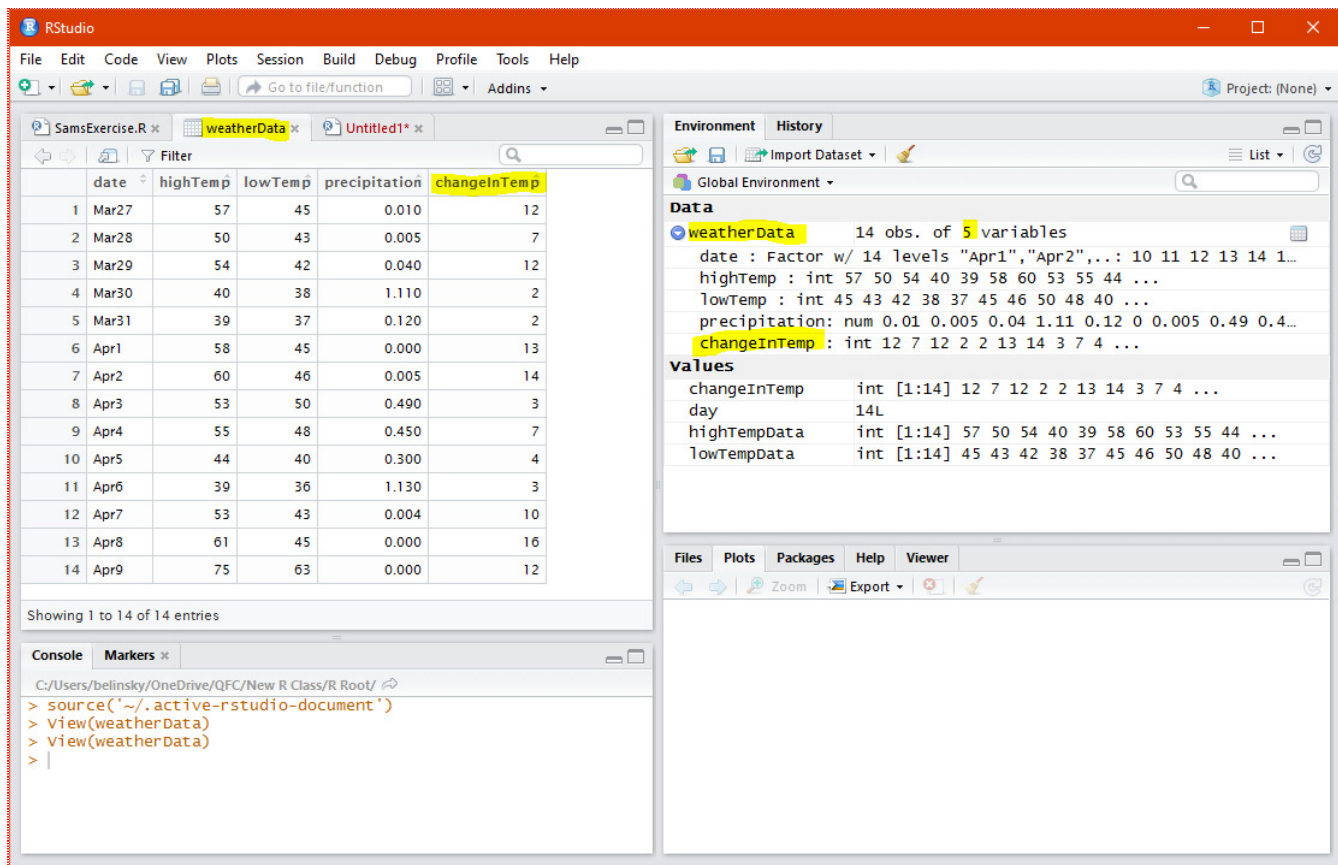 RStudio
File Edit Code View Plots Session Build Debug Profile Tools Help
Go to file/function Addins Project: (None)
SamsExercise.R weatherData Untitled1*
Filter
date highTemp lowTemp precipitation changeInTemp
1 Mar27 57 45 0.010 12
2 Mar28 50 43 0.005 7
3 Mar29 54 42 0.040 12
4 Mar30 40 38 1.110 2
5 Mar31 39 37 0.120 2
6 Apr1 58 45 0.000 13
7 Apr2 60 46 0.005 14
8 Apr3 53 50 0.490 3
9 Apr4 55 48 0.450 7
10 Apr5 44 40 0.300 4
11 Apr6 39 36 1.130 3
12 Apr7 53 43 0.004 10
13 Apr8 61 45 0.000 16
14 Apr9 75 63 0.000 12
Showing 1 to 14 of 14 entries
Console Markers
C:/Users/belinsky/OneDrive/QFC/New R Class/R Root/
> source('~/.active-rstudio-document')
> View(weatherData)
> View(weatherData)
>
Environment History
Import Dataset List
Global Environment
Data
weatherData 14 obs. of 5 variables
date : Factor w/ 14 levels "Apr1","Apr2",..: 10 11 12 13 14 1…
highTemp : int 57 50 54 40 39 58 60 53 55 44 ...
lowTemp : int 45 43 42 38 37 45 46 50 48 40 ...
precipitation: num 0.01 0.005 0.04 1.11 0.12 0 0.005 0.49 0.4…
changeInTemp : int 12 7 12 2 2 13 14 3 7 4 ...
Values
changeInTemp int [1:14] 12 7 12 2 2 13 14 3 7 4 ...
day 14L
highTempData int [1:14] 57 50 54 40 39 58 60 53 55 44 ...
lowTempData int [1:14] 45 43 42 38 37 45 46 50 48 40 ...
Files Plots Packages Help Viewer
Zoom Export